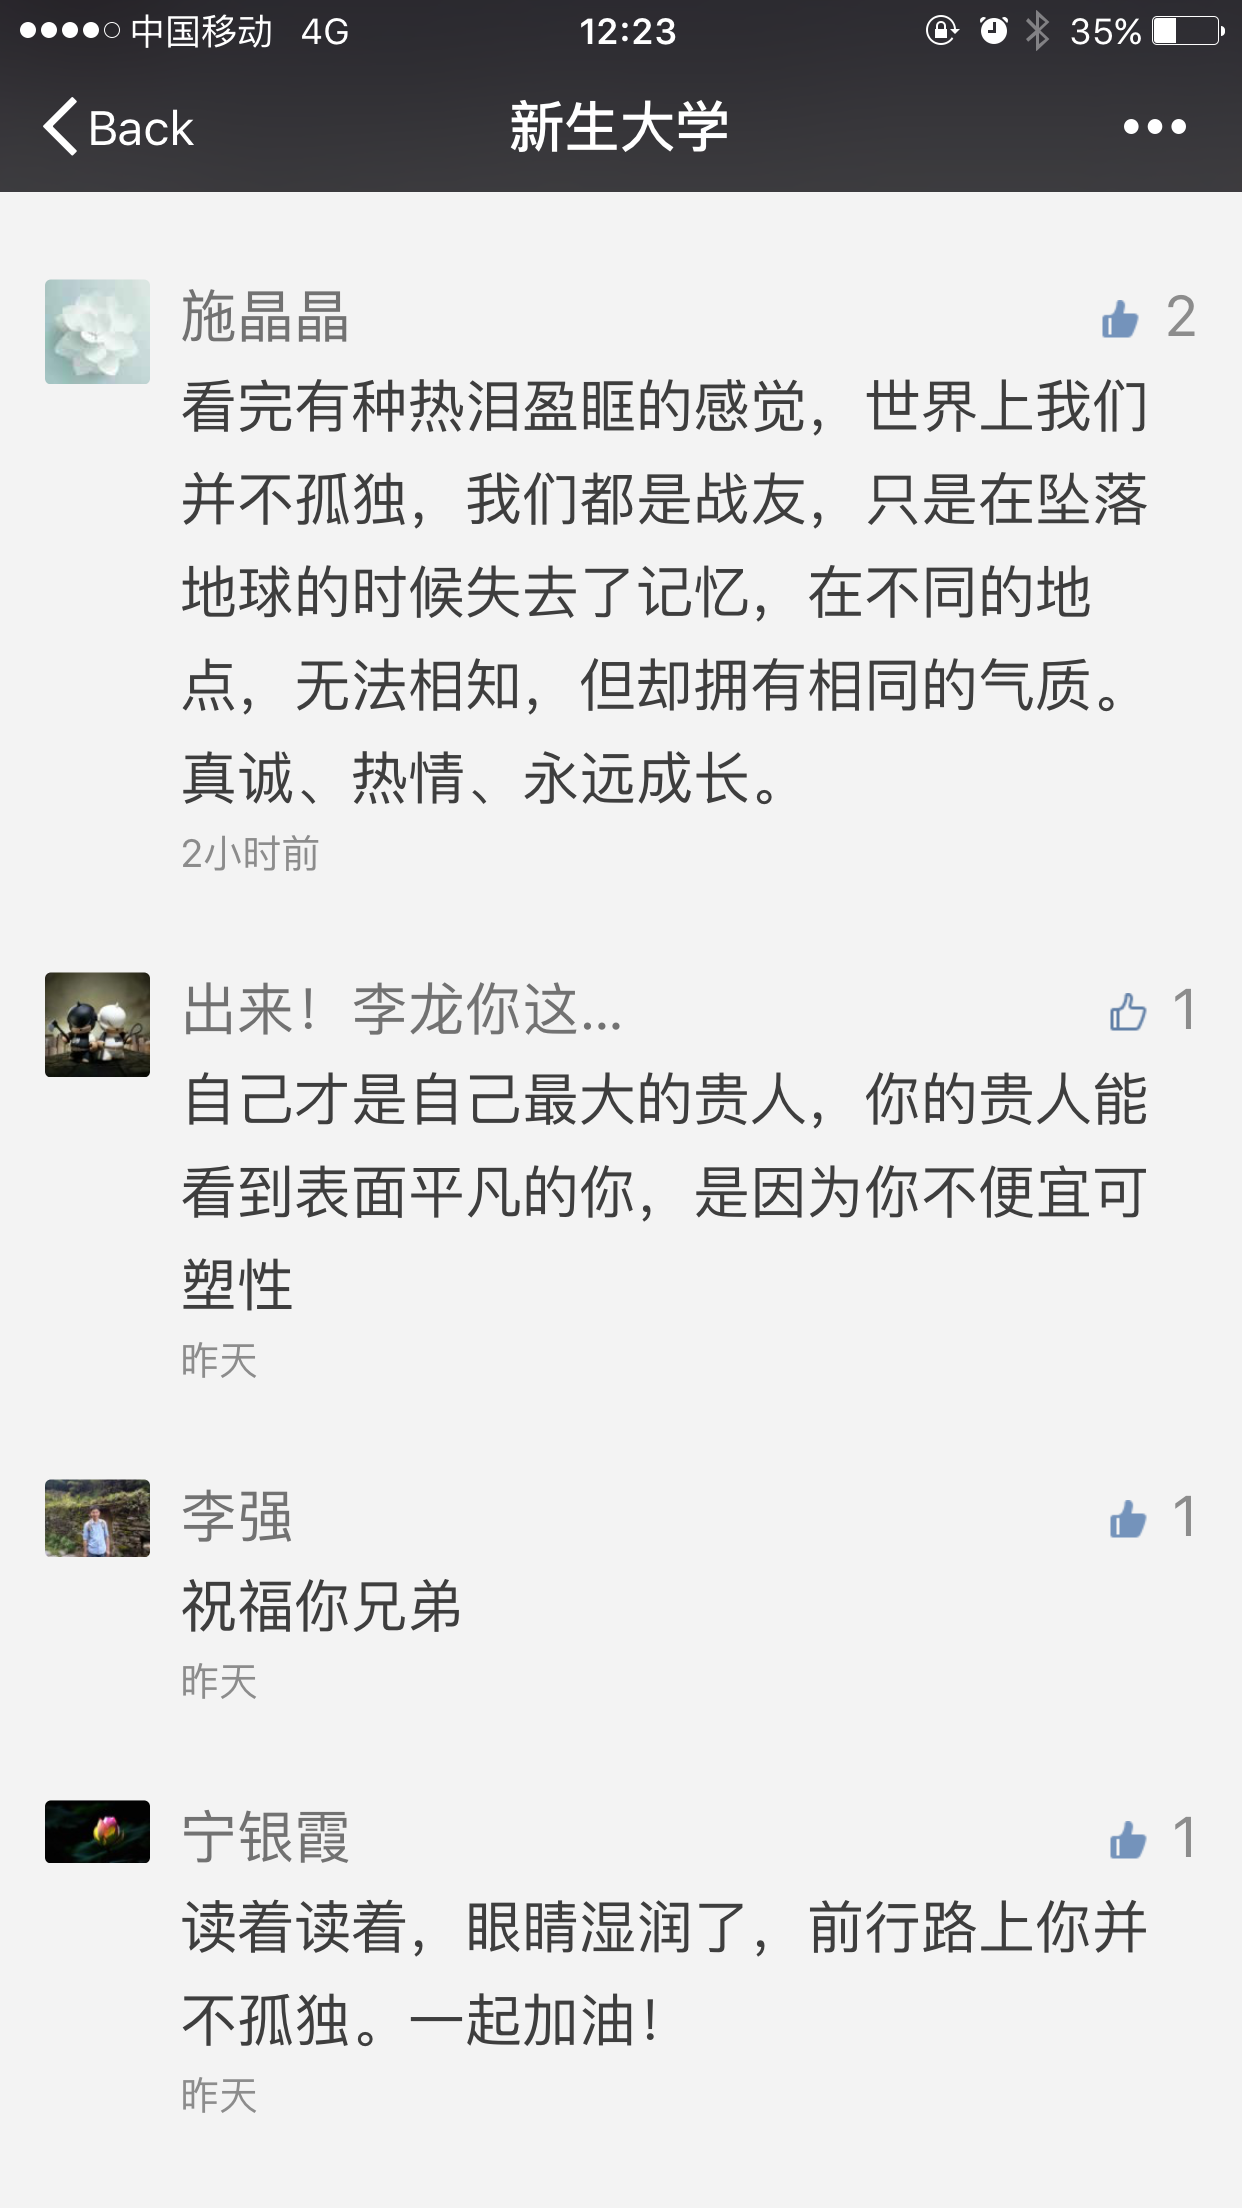 中国移动 4G 12:23 35%
Back 新生大学
施晶晶 2
看完有种热泪盈眶的感觉，世界上我们
并不孤独，我们都是战友，只是在坠落
地球的时候失去了记忆，在不同的地
点，无法相知，但却拥有相同的气质。
真诚、热情、永远成长。
2小时前
出来！李龙你这... 1
自己才是自己最大的贵人，你的贵人能
看到表面平凡的你，是因为你不便宜可
塑性
昨天
李强 1
祝福你兄弟
昨天
宁银霞 1
读着读着，眼睛湿润了，前行路上你并
不孤独。一起加油！
昨天